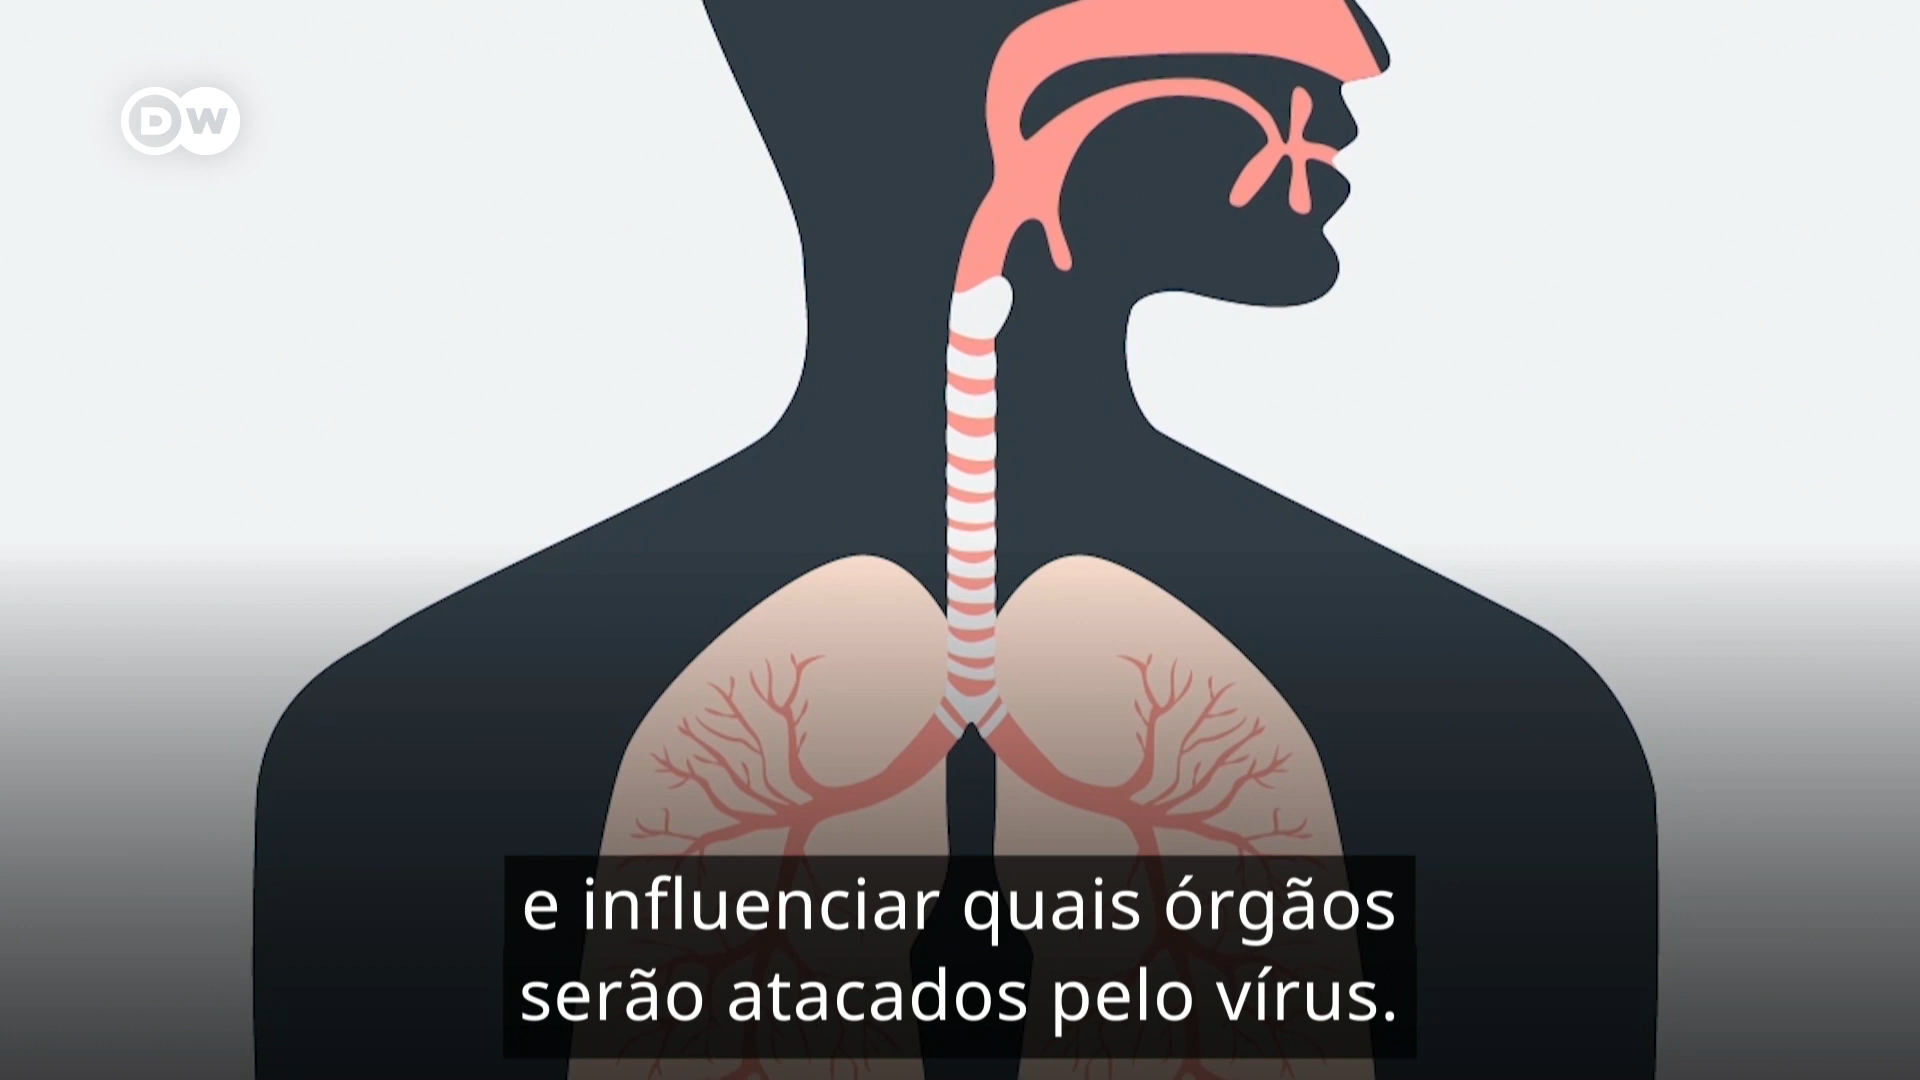 DW
e influenciar quais órgãos
serão atacados pelo vírus.